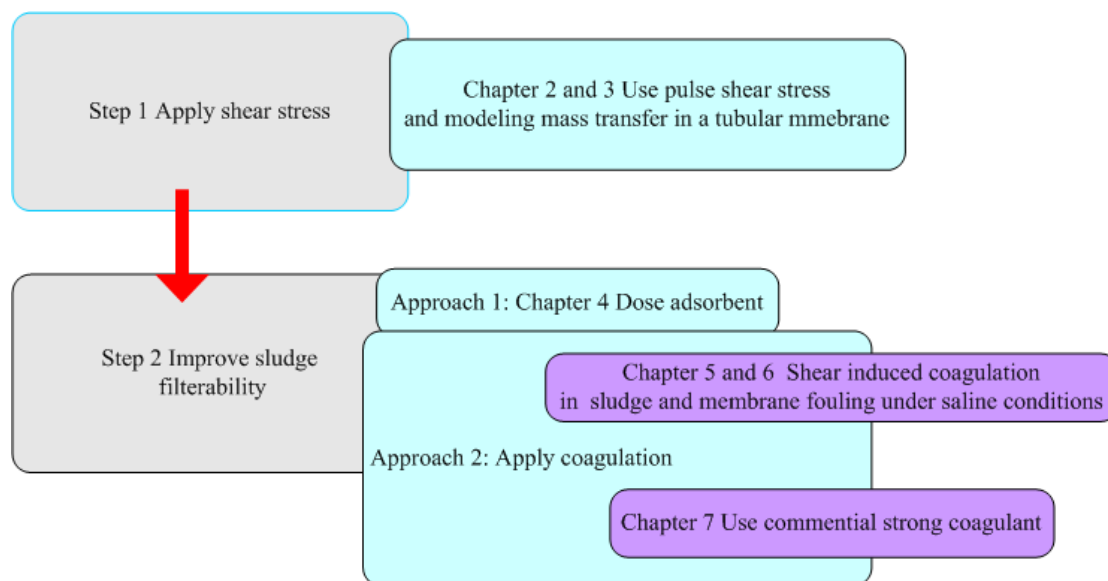 Step 1 Apply shear stress
Chapter 2 and 3 Use pulse shear stress
and modeling mass transfer in a tubular mmebrane
Step 2 Improve sludge
filterability
Approach 1: Chapter 4 Dose adsorbent
Chapter 5 and 6  Shear induced coagulation
in  sludge and membrane fouling under saline conditions
Approach 2: Apply coagulation
Chapter 7 Use commential strong coagulant